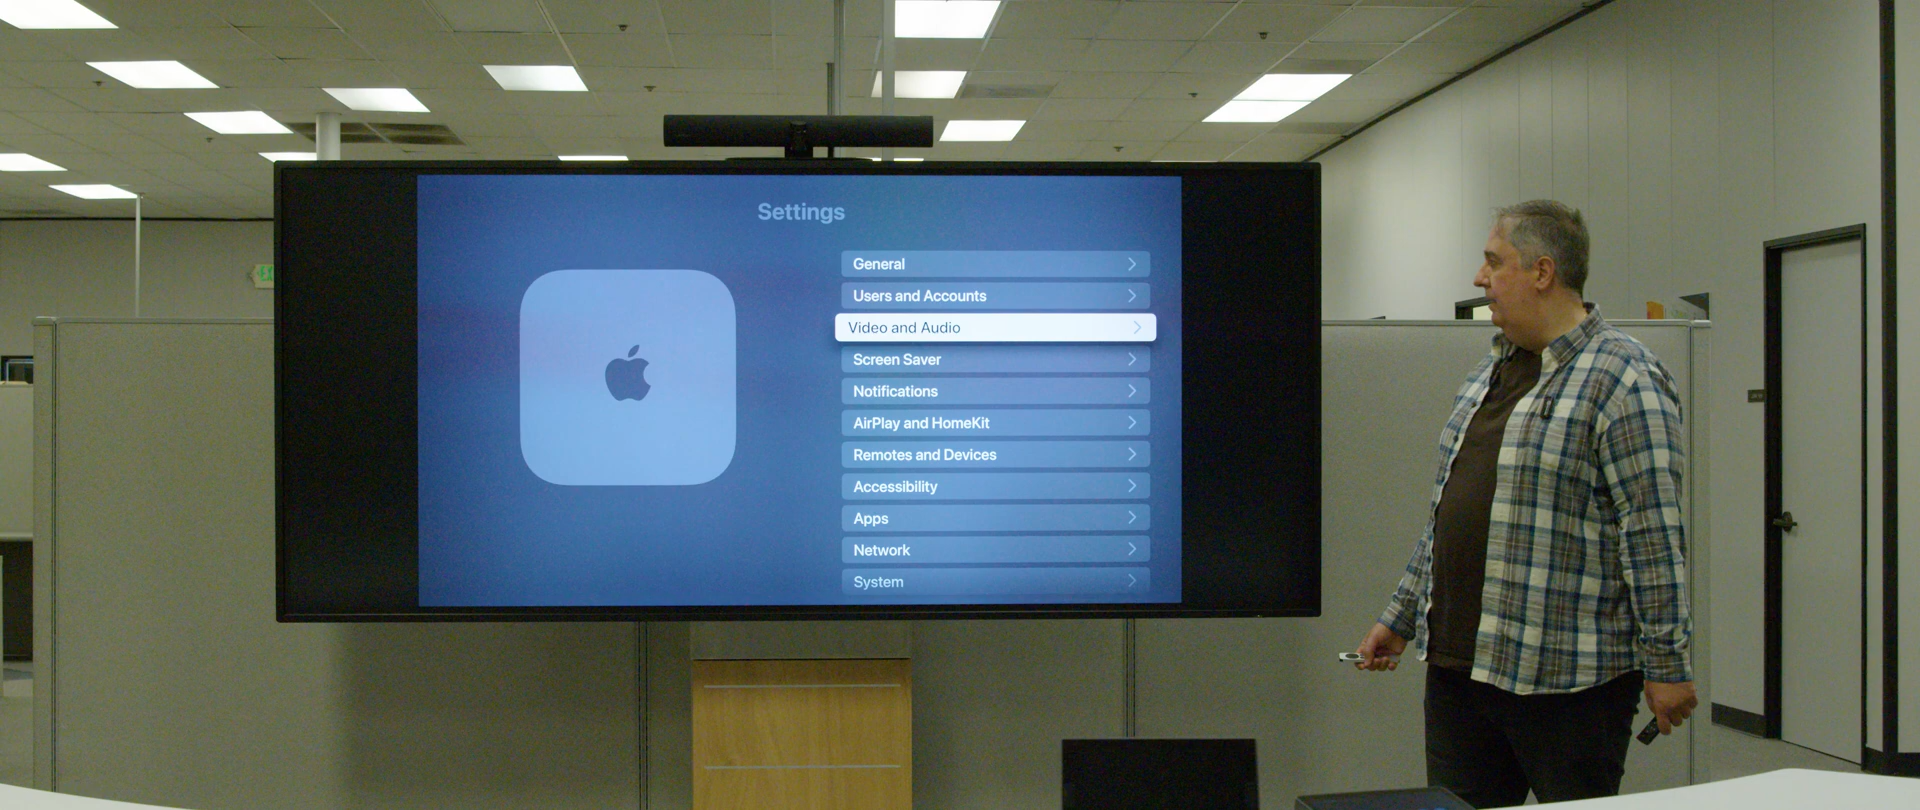 Settings
General
Users and Accounts
Video and Audio
Screen Saver
Notifications
AirPlay and HomeKit
Remotes and Devices
Accessibility
Apps
Network
System